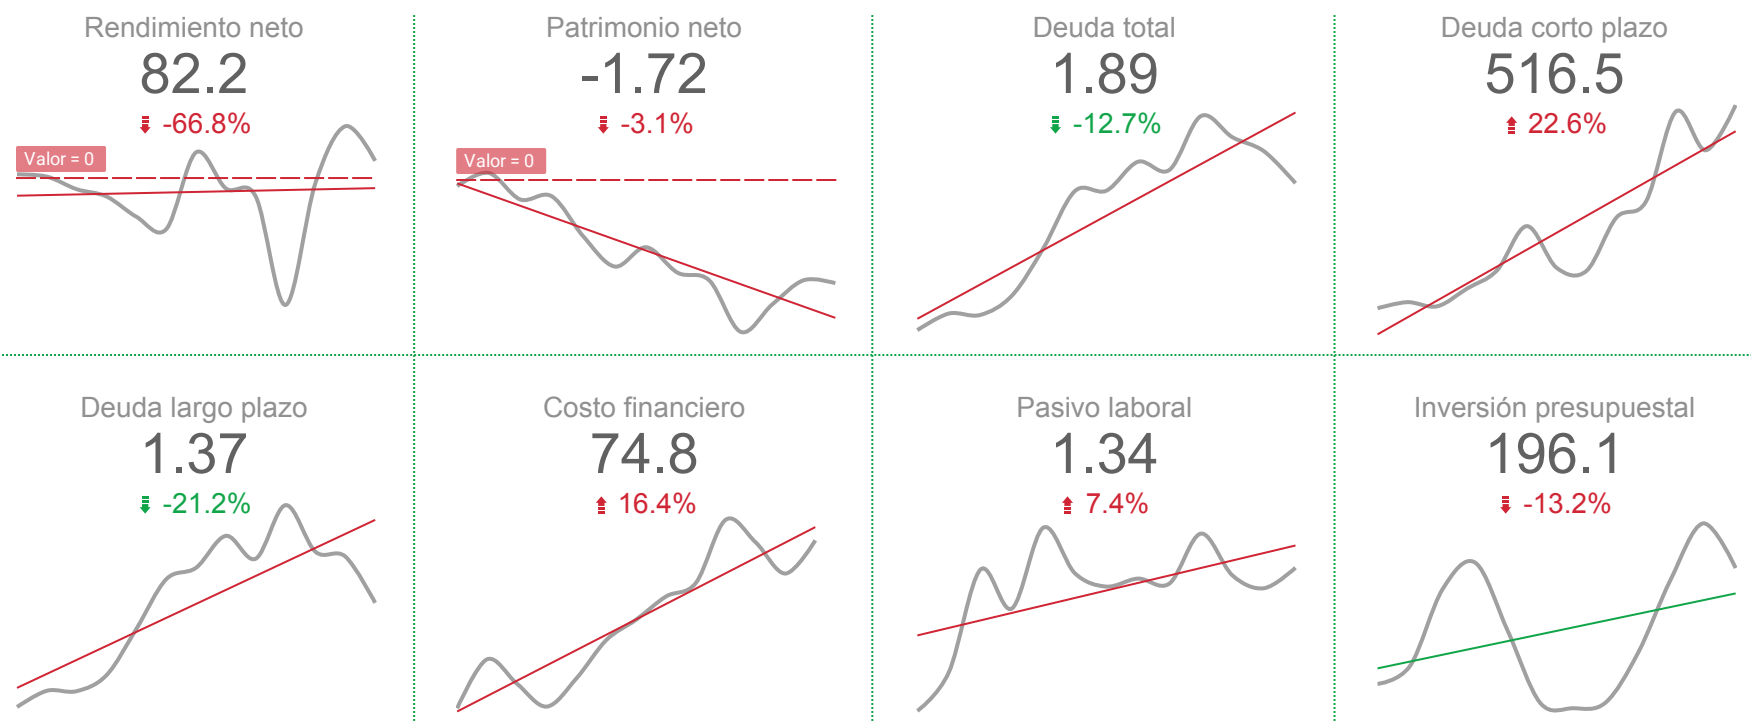 Rendimiento neto
82.2
-66.8%
Valor = 0
Patrimonio neto
-1.72
-3.1%
Valor = 0
Deuda total
1.89
-12.7%
Deuda corto plazo
516.5
22.6%
Deuda largo plazo
1.37
-21.2%
Costo financiero
74.8
16.4%
Pasivo laboral
1.34
7.4%
Inversión presupuestal
196.1
-13.2%